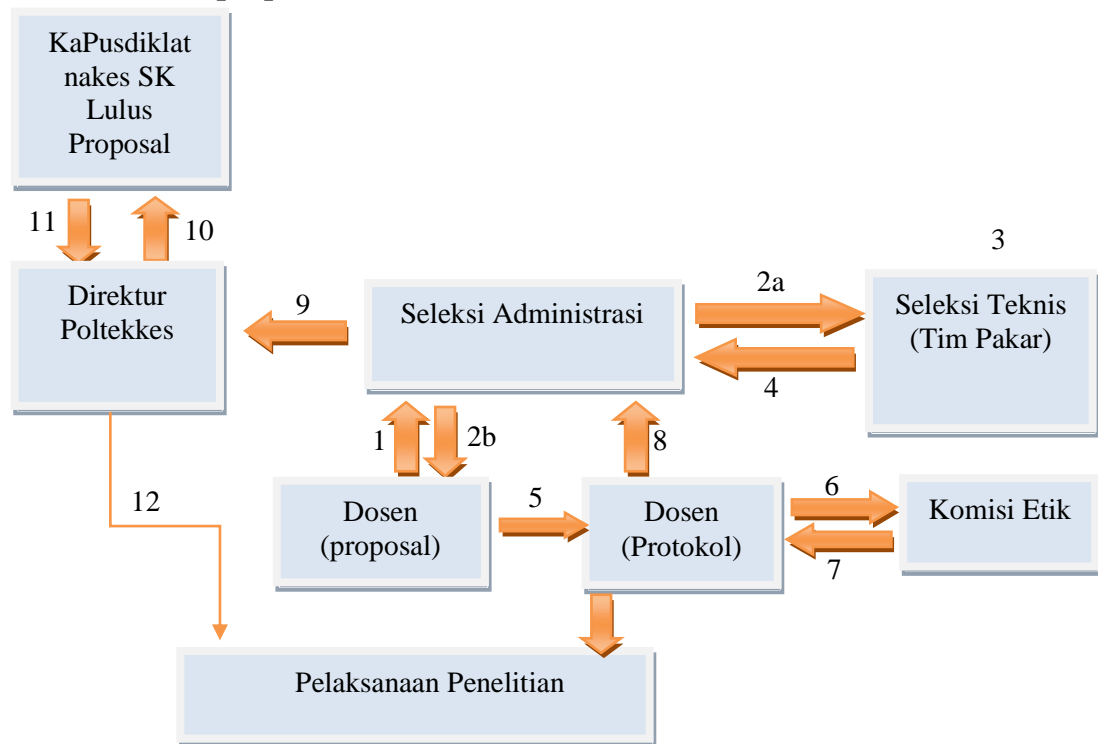 KaPusdiklat
nakes SK
Lulus
Proposal
11
10
3
Direktur
Poltekkes
9
Seleksi Administrasi
2a
Seleksi Teknis
(Tim Pakar)
4
1
2b
8
12
Dosen
(proposal)
5
Dosen
(Protokol)
6
Komisi Etik
7
Pelaksanaan Penelitian